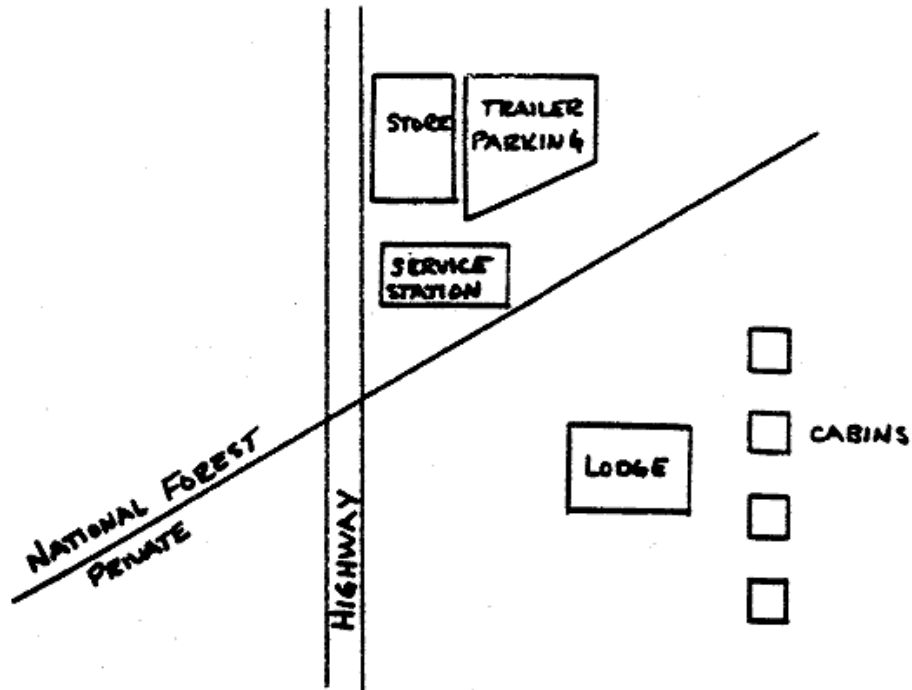 STORE
TRAILER
PARKING
SERVICE
STATION
CABINS
LODGE
NATIONAL FOREST
PRIVATE
HIGHWAY